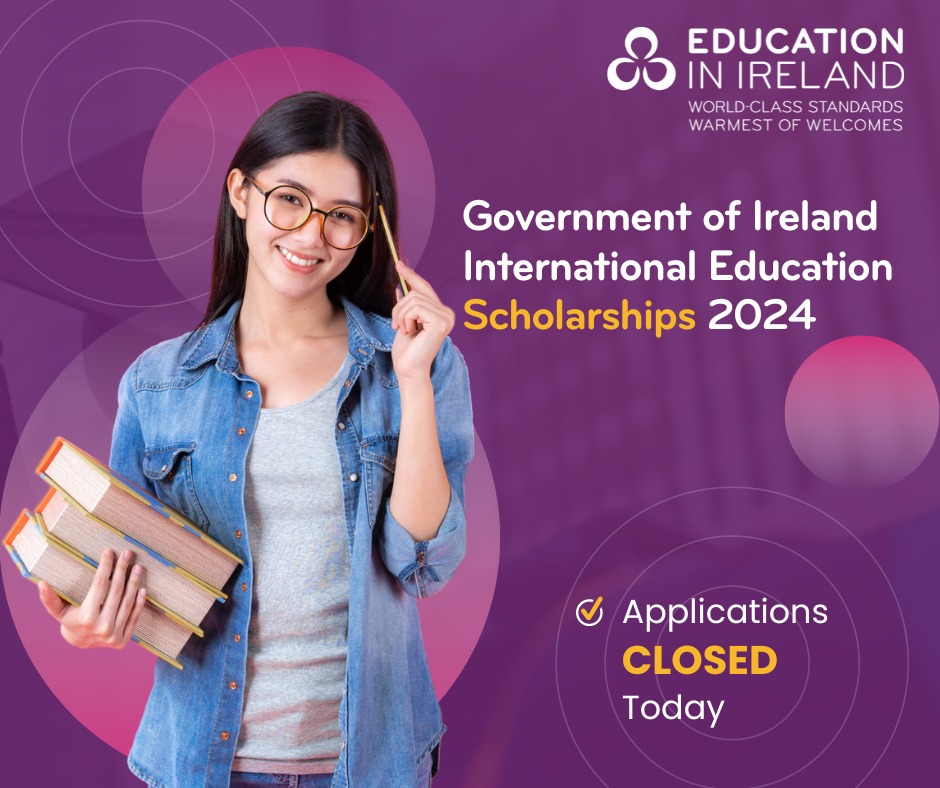 EDUCATION
IN IRELAND
WORLD-CLASS STANDARDS
WARMEST OF WELCOMES
Government of Ireland
International Education
Scholarships 2024
Applications
CLOSED
Today